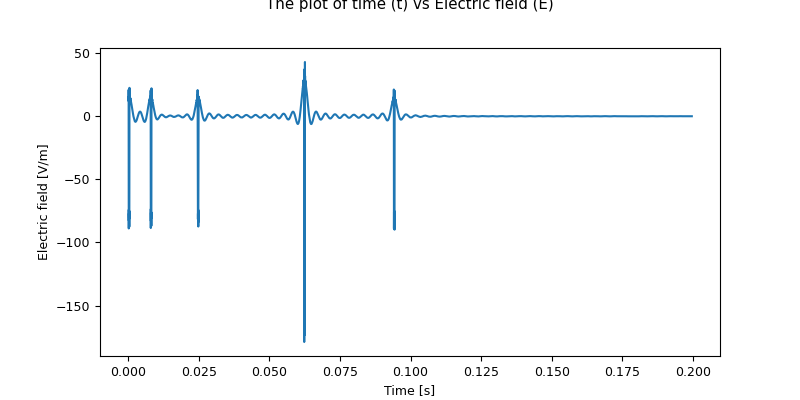 The plot of time (t) vs Electric field (E)
50
0
−50
−100
−150
Electric field [V/m]
0.000 0.025 0.050 0.075 0.100 0.125 0.150 0.175 0.200
Time [s]